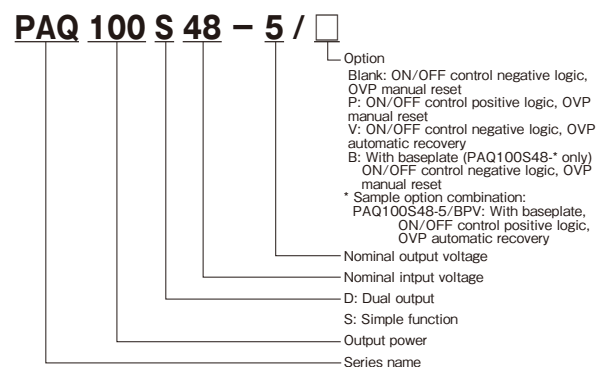 PAQ 100 S 48 - 5 / □
Option
Blank: ON/OFF control negative logic,
OVP manual reset
P: ON/OFF control positive logic, OVP
manual reset
V: ON/OFF control negative logic, OVP
automatic recovery
B: With baseplate (PAQ100S48-* only)
ON/OFF control negative logic, OVP
manual reset
* Sample option combination:
PAQ100S48-5/BPV: With baseplate,
ON/OFF control positive logic,
OVP automatic recovery
Nominal output voltage
Nominal intput voltage
D: Dual output
S: Simple function
Output power
Series name